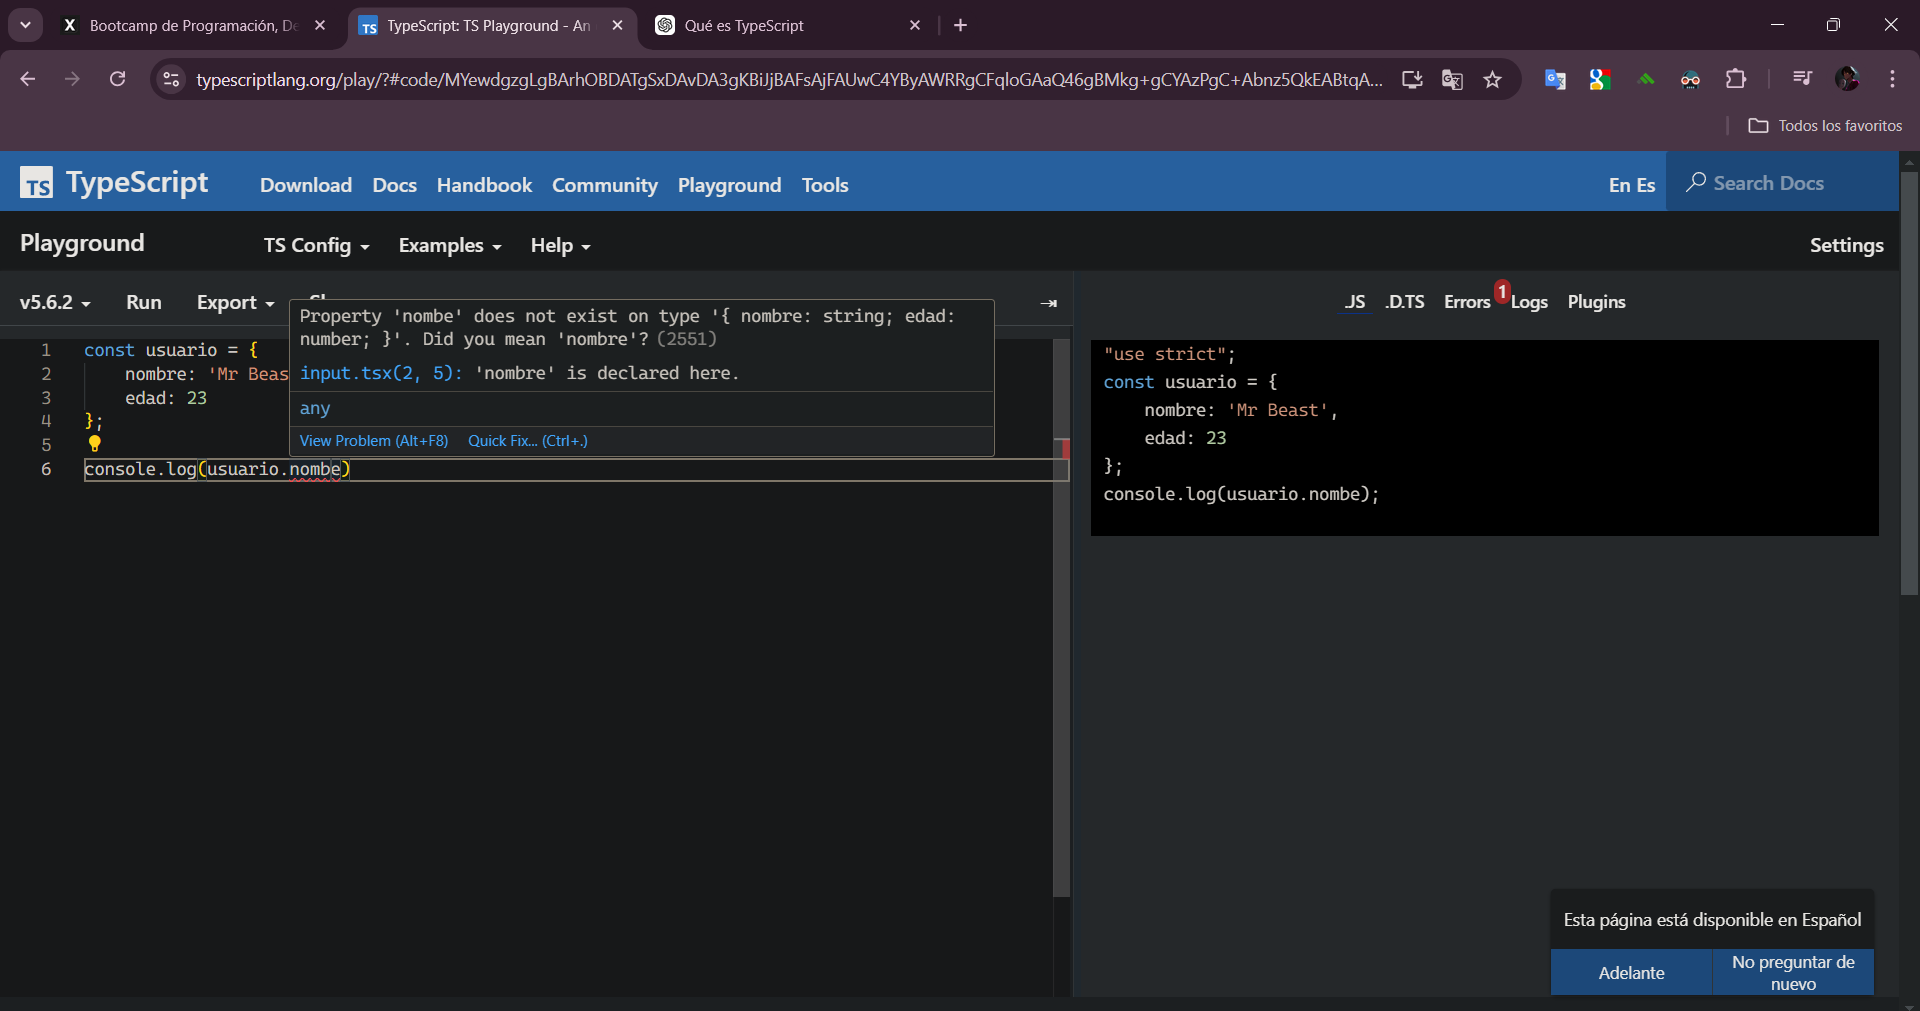 Bootcamp de Programación, De
TypeScript: TS Playground - An
Qué es TypeScript
typescriptlang.org/play/?#code/MYewdgzgLgBArhOBDATgSxDAvDA3gKBiJjBAFsAjFAUwC4YByAWRRgCFqloGAaQ46gBMkg+gCYAzPgC+Abnz5QkEABtqA...
Todos los favoritos
TS TypeScript
Download Docs Handbook Community Playground Tools
En Es
Search Docs
Playground
TS Config Examples Help
Settings
v5.6.2 Run Export
.JS .D.TS Errors 1 Logs Plugins
Property 'nombe' does not exist on type '{ nombre: string; edad:
number; }'. Did you mean 'nombre'? (2551)
input.tsx(2, 5): 'nombre' is declared here.
any
View Problem (Alt+F8) Quick Fix... (Ctrl+.)
1 const usuario = {
2 nombre: 'Mr Beas
3 edad: 23
4 };
5
6 console.log(usuario.nombe)
"use strict";
const usuario = {
nombre: 'Mr Beast',
edad: 23
};
console.log(usuario.nombe);
Esta página está disponible en Español
Adelante
No preguntar de
nuevo